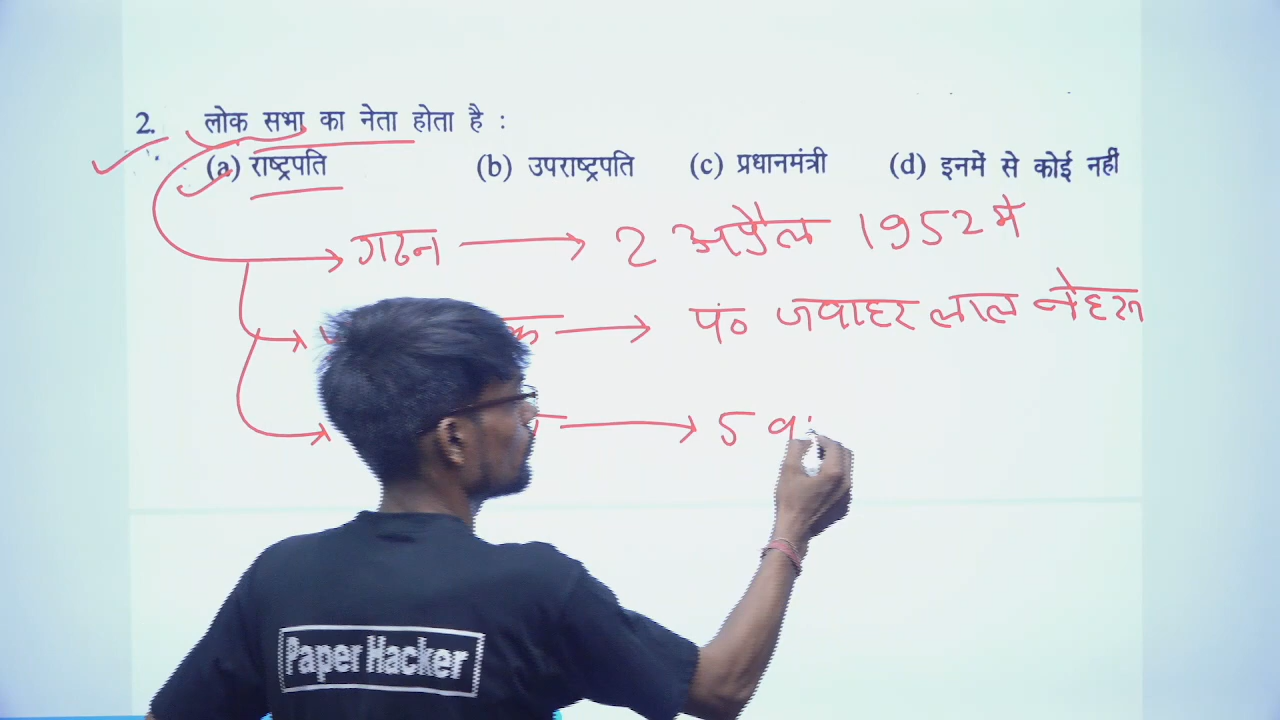 2. लोक सभा का नेता होता है :
(a) राष्ट्रपति (b) उपराष्ट्रपति (c) प्रधानमंत्री (d) इनमें से कोई नहीं
गठन → 2 अप्रैल 1952 में
→ पं० जवाहर लाल नेहरू
→ 5
Paper Hacker